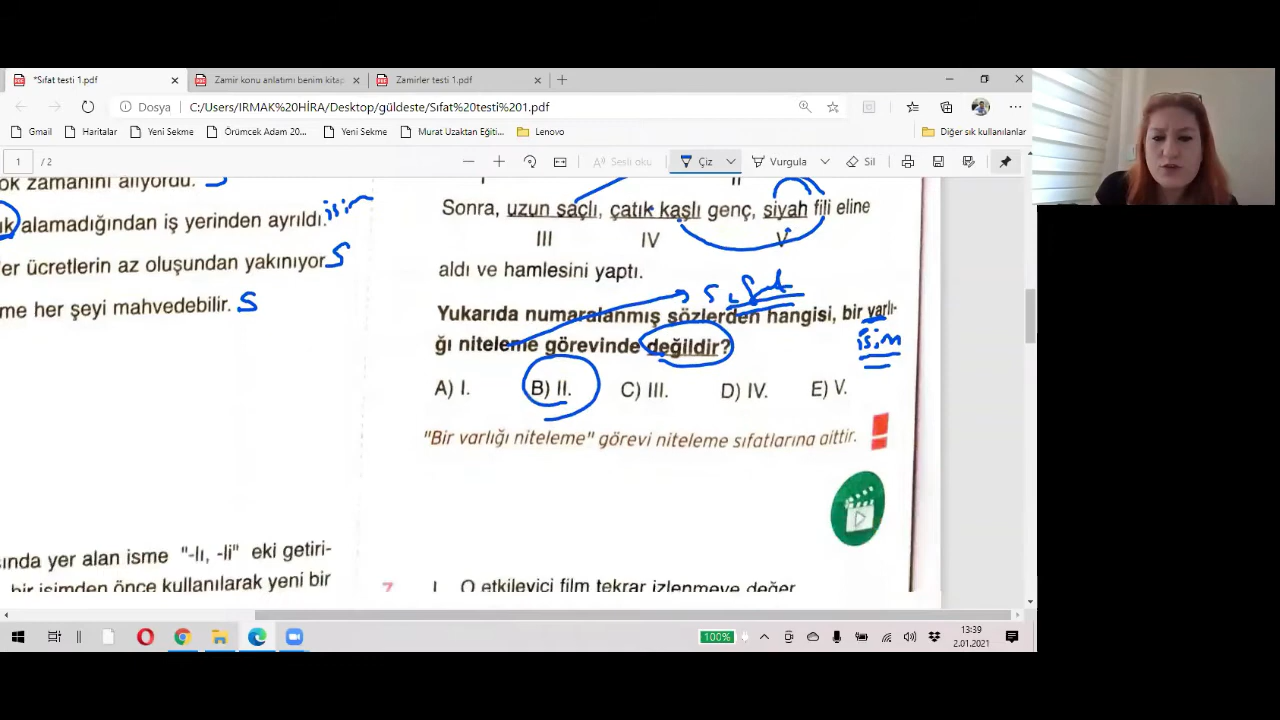 *Sıfat testi 1.pdf
Zamir konu anlatımı benim kitap
Zamirler testi 1.pdf
Dosya C:/Users/IRMAK%20HİRA/Desktop/güldeste/Sıfat%20testi%201.pdf
Gmail Haritalar Yeni Sekme Örümcek Adam 20... Yeni Sekme Murat Uzaktan Eğiti... Lenovo Diğer sık kullanılanlar
1 / 2 Sesli oku Çiz Vurgula Sil
ok zamanını alıyordu. S
alamadığından iş yerinden ayrıldı. isim
er ücretlerin az oluşundan yakınıyor. S
me her şeyi mahvedebilir. S
ında yer alan isme "-lı, -li" eki getiri-
bir isimden önce kullanılarak yeni bir
I II
Sonra, uzun saçlı, çatık kaşlı genç, siyah fili eline
III IV V
aldı ve hamlesini yaptı.
Yukarıda numaralanmış sözlerden hangisi, bir varlı-
ğı niteleme görevinde değildir?
isim
A) I. B) II. C) III. D) IV. E) V.
"Bir varlığı niteleme" görevi niteleme sıfatlarına aittir.
7 I. O etkileyici film tekrar izlenmeye değer
100%
13:39
2.01.2021